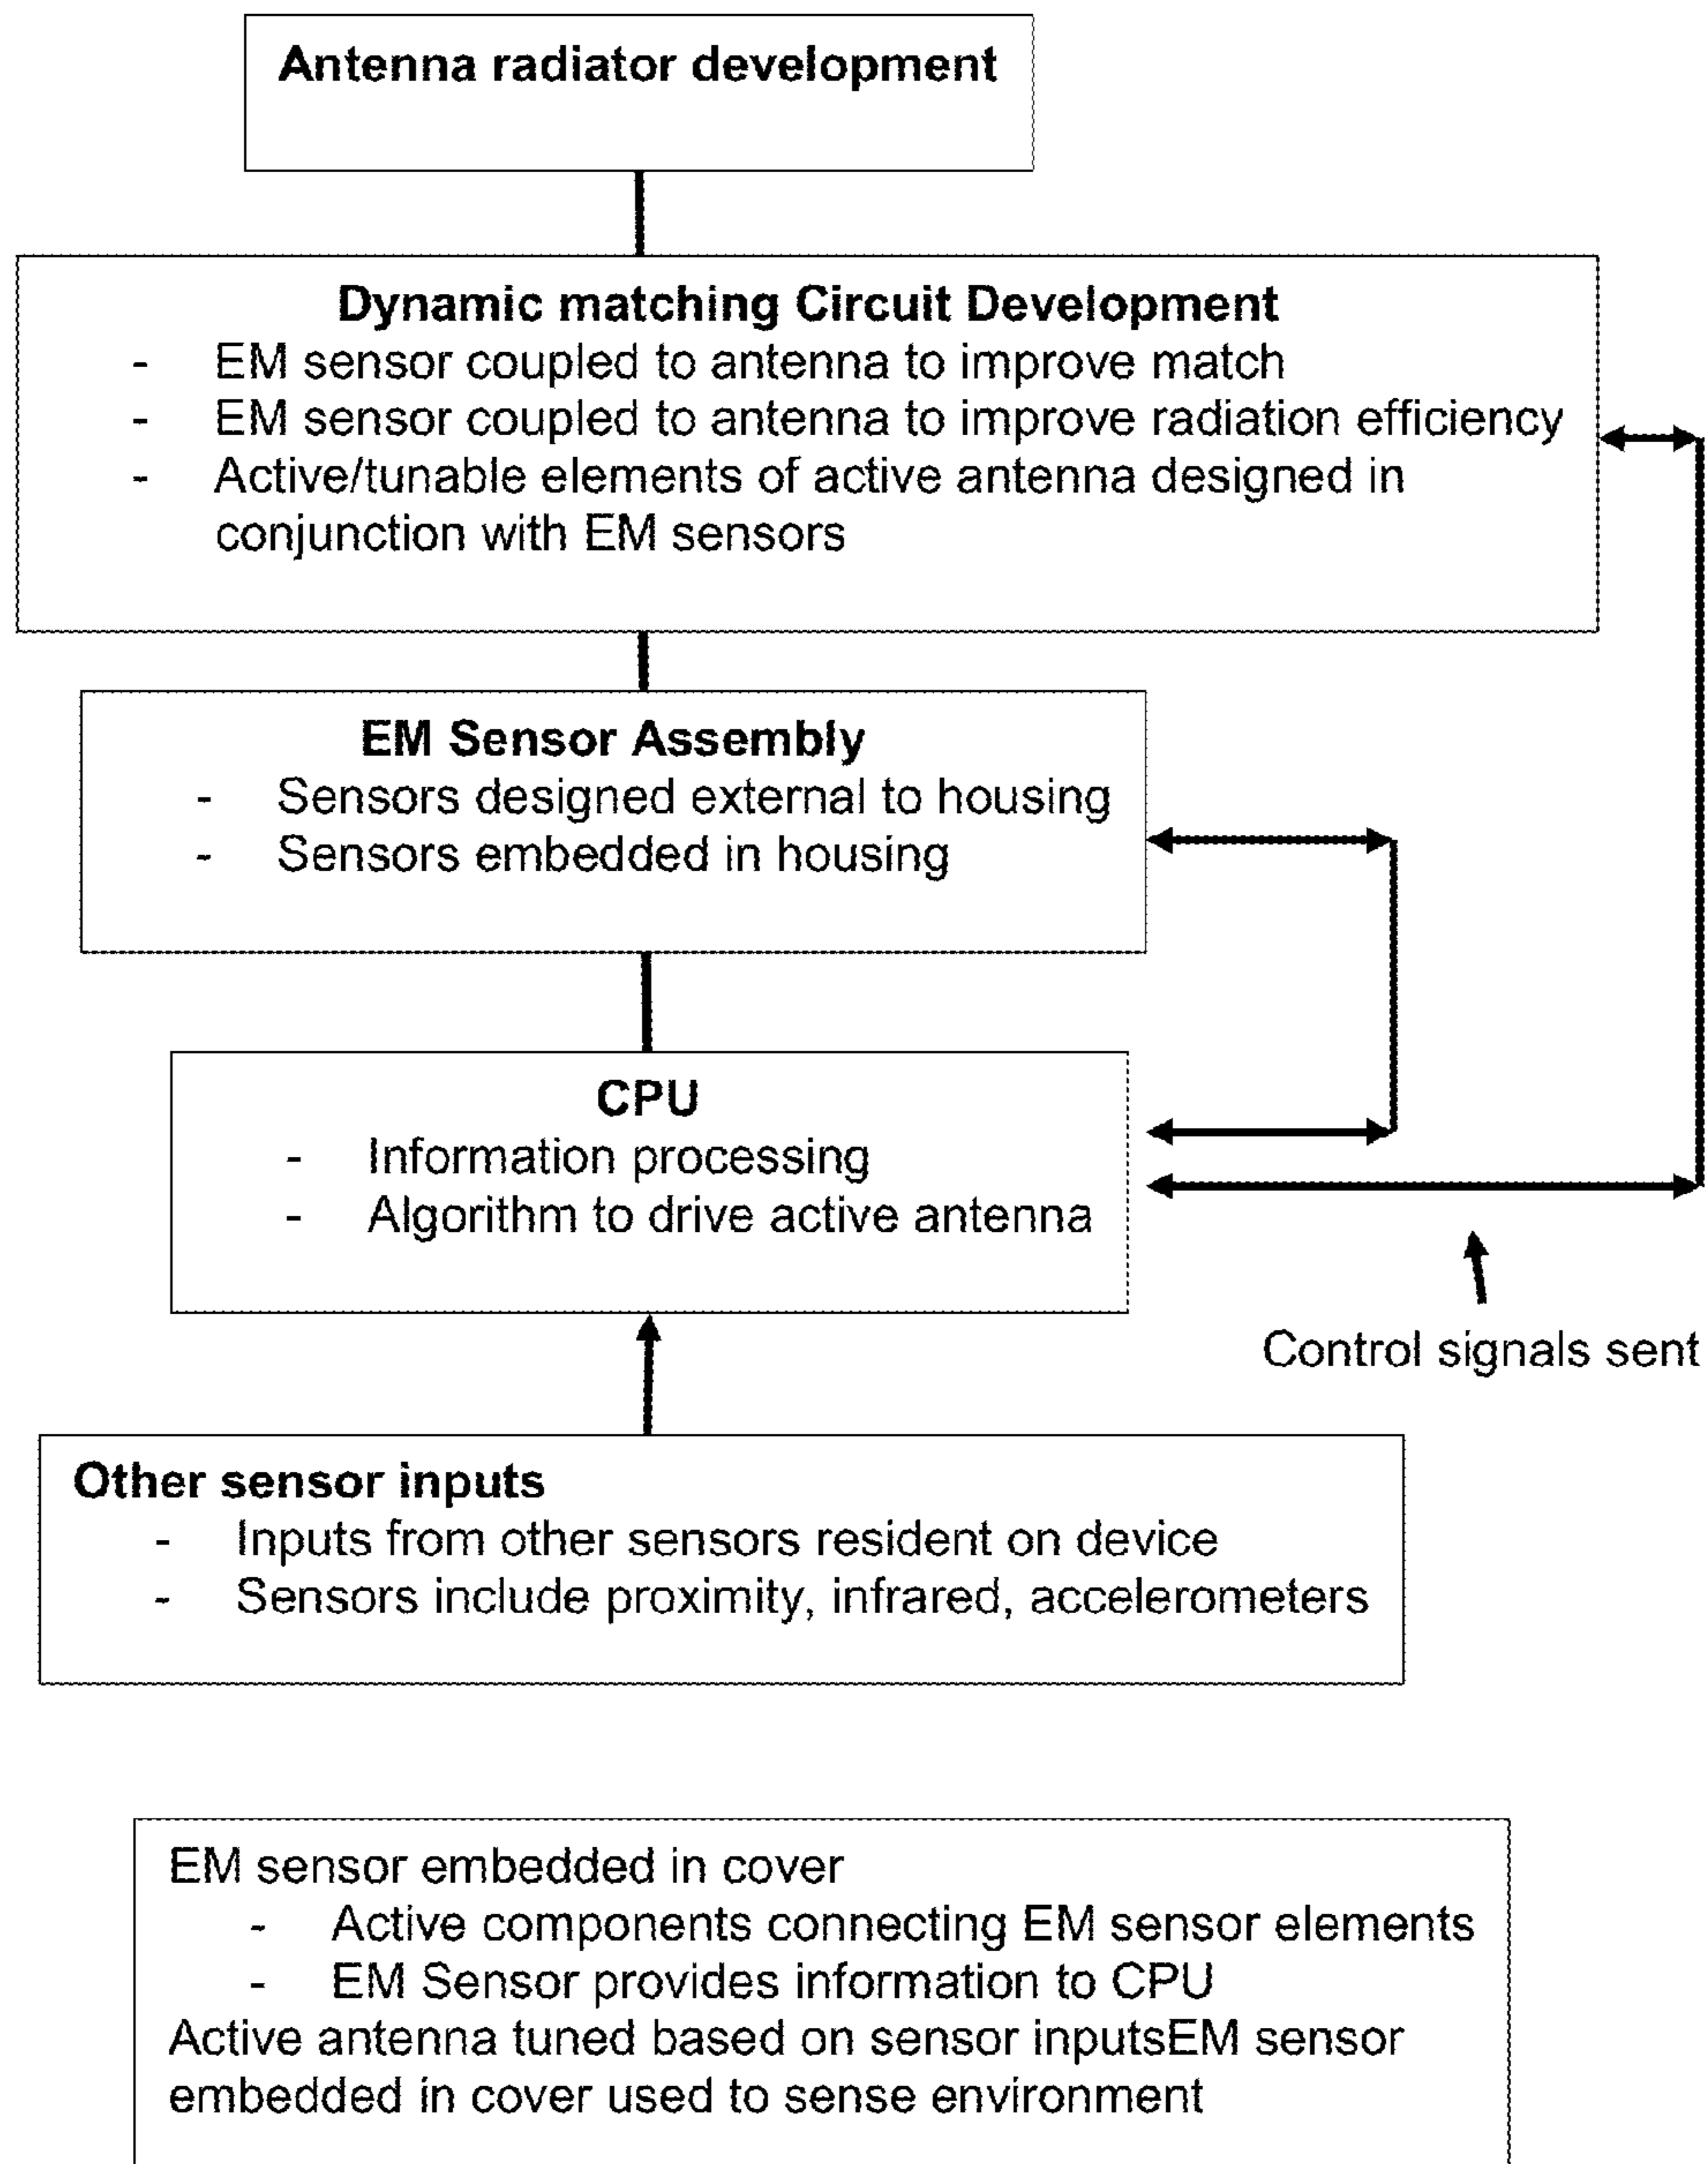 Antenna radiator development
Dynamic matching Circuit Development
- EM sensor coupled to antenna to improve match
- EM sensor coupled to antenna to improve radiation efficiency
- Active/tunable elements of active antenna designed in
conjunction with EM sensors
EM Sensor Assembly
- Sensors designed external to housing
- Sensors embedded in housing
CPU
- Information processing
- Algorithm to drive active antenna
Control signals sent
Other sensor inputs
- Inputs from other sensors resident on device
- Sensors include proximity, infrared, accelerometers
EM sensor embedded in cover
- Active components connecting EM sensor elements
- EM Sensor provides information to CPU
Active antenna tuned based on sensor inputsEM sensor
embedded in cover used to sense environment